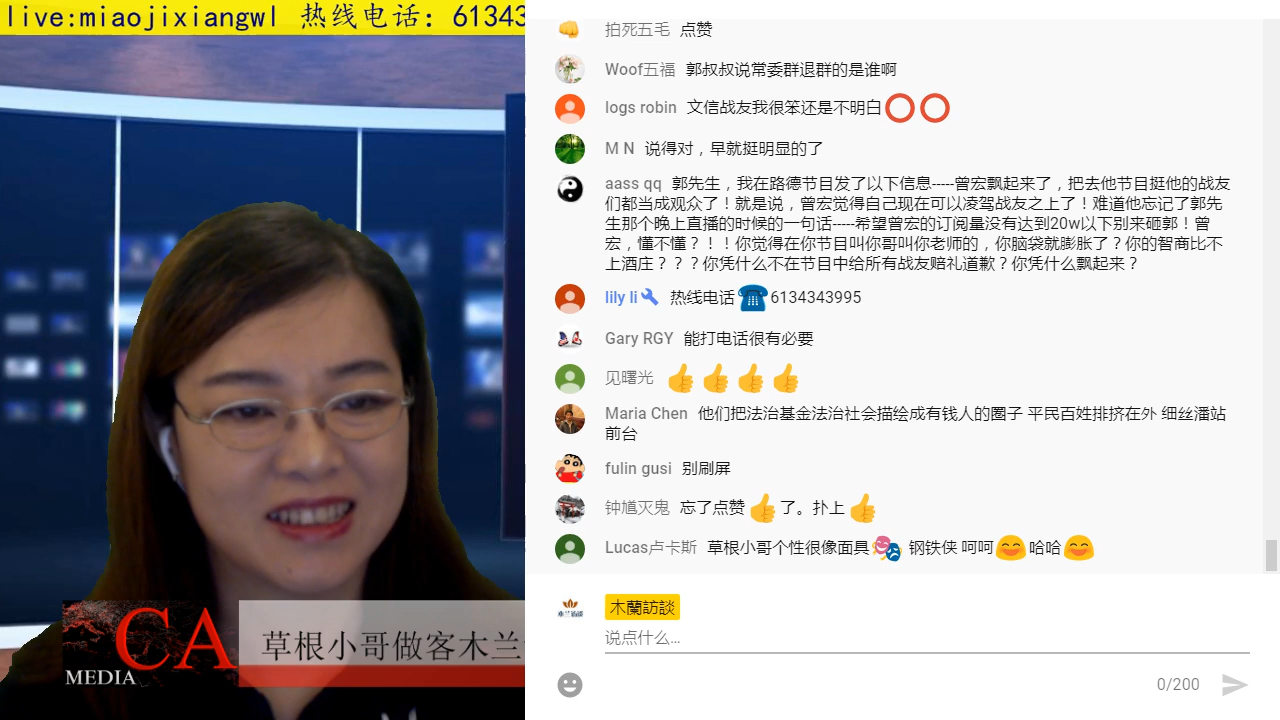 live:miaojixiangwl 热线电话: 61343
CA
MEDIA
草根小哥做客木兰
拍死五毛 点赞
Woof五福 郭叔叔说常委群退群的是谁啊
logs robin 文信战友我很笨还是不明白⭕⭕
M N 说得对，早就挺明显的了
aass qq 郭先生，我在路德节目发了以下信息-----曾宏飘起来了，把去他节目挺他的战友
们都当成观众了！就是说，曾宏觉得自己现在可以凌驾战友之上了！难道他忘记了郭先
生那个晚上直播的时候的一句话-----希望曾宏的订阅量没有达到20w以下别来砸郭！曾
宏，懂不懂？！！你觉得在你节目叫你哥叫你老师的，你脑袋就膨胀了？你的智商比不
上酒庄？？？你凭什么不在节目中给所有战友赔礼道歉？你凭什么飘起来？
lily li 热线电话☎6134343995
Gary RGY 能打电话很有必要
见曙光 👍👍👍👍
Maria Chen 他们把法治基金法治社会描绘成有钱人的圈子 平民百姓排挤在外 细丝潘站
前台
fulin gusi 别刷屏
钟馗灭鬼 忘了点赞👍了。扑上👍
Lucas卢卡斯 草根小哥个性很像面具🎭 钢铁侠 呵呵😊哈哈😊
木蘭訪談
说点什么...
0/200